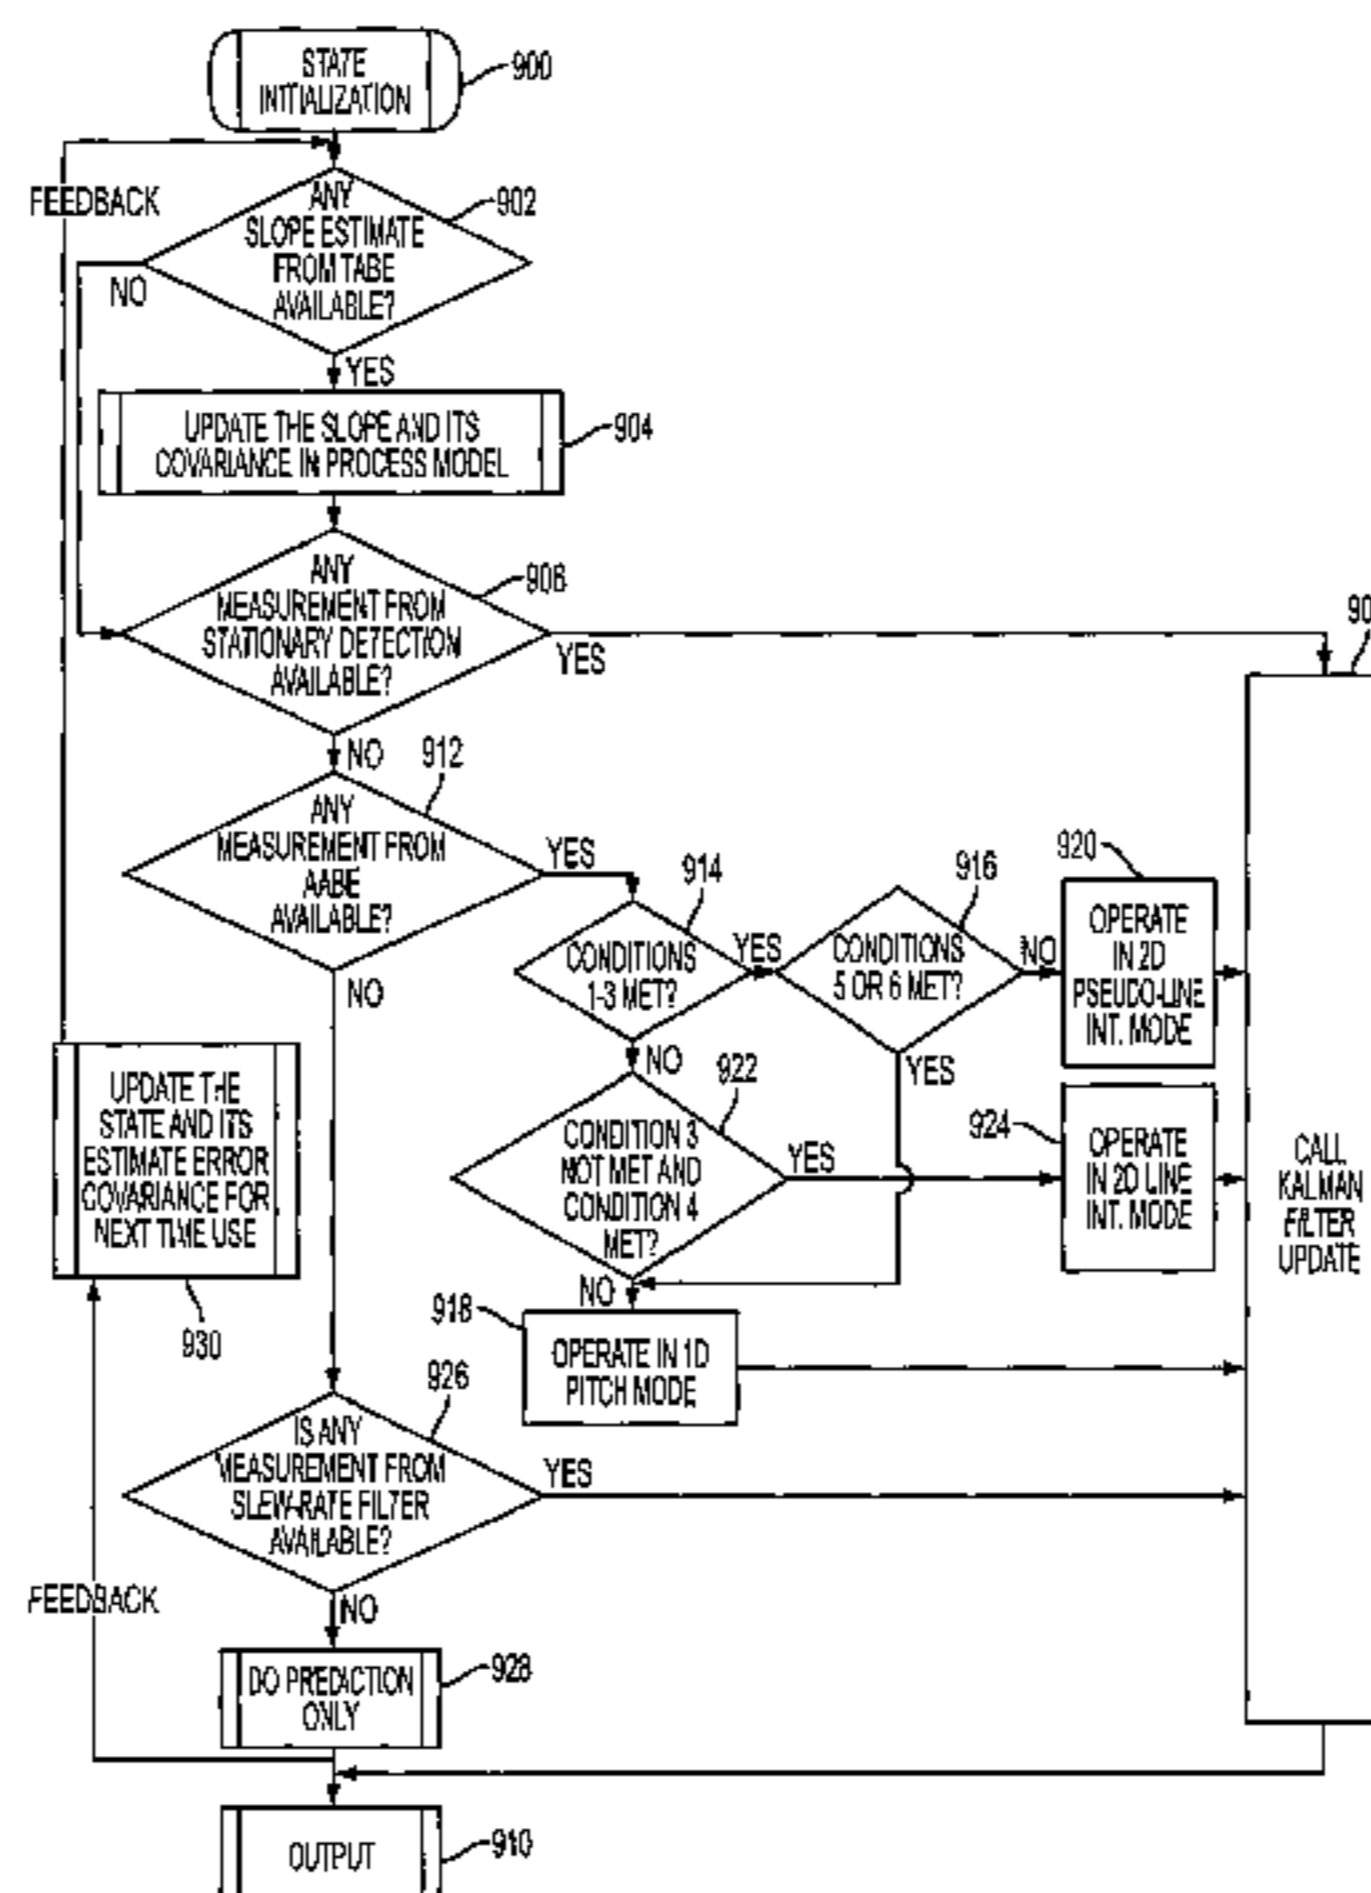 STATE
INITIALIZATION
900
FEEDBACK
ANY
SLOPE ESTIMATE
FROM TABE
AVAILABLE?
902
NO
YES
UPDATE THE SLOPE AND ITS
COVARIANCE IN PROCESS MODEL
904
ANY
MEASUREMENT FROM
STATIONARY DETECTION
AVAILABLE?
906
YES
NO
ANY
MEASUREMENT FROM
AABE
AVAILABLE?
912
YES
NO
CONDITIONS
1-3 MET?
914
YES
NO
CONDITIONS
5 OR 6 MET?
916
NO
YES
OPERATE
IN 2D
PSEUDO-LINE
INT. MODE
920
CONDITION 3
NOT MET AND
CONDITION 4
MET?
922
YES
NO
OPERATE
IN 2D LINE
INT. MODE
924
CALL
KALMAN
FILTER
UPDATE
UPDATE THE
STATE AND ITS
ESTIMATE ERROR
COVARIANCE FOR
NEXT TIME USE
930
OPERATE IN 1D
PITCH MODE
918
IS ANY
MEASUREMENT FROM
SLEW-RATE FILTER
AVAILABLE?
926
YES
NO
FEEDBACK
DO PREDICTION
ONLY
928
OUTPUT
910